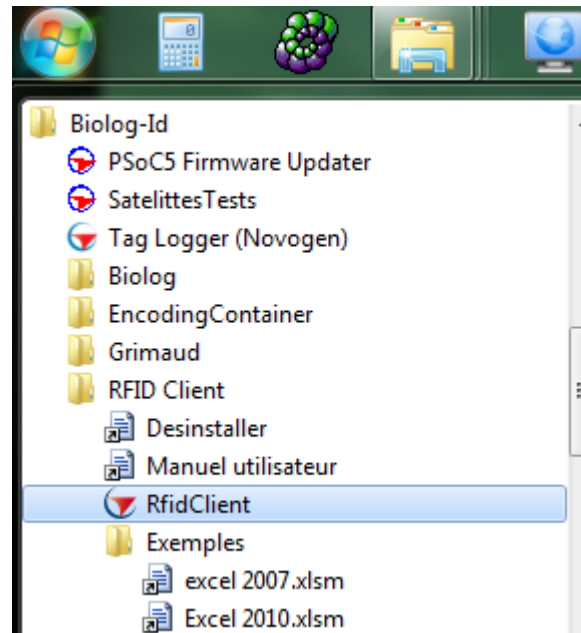 0
Biolog-Id
PSoC5 Firmware Updater
SatelittesTests
Tag Logger (Novogen)
Biolog
EncodingContainer
Grimaud
RFID Client
Desinstaller
Manuel utilisateur
RfidClient
Exemples
excel 2007.xlsm
Excel 2010.xlsm